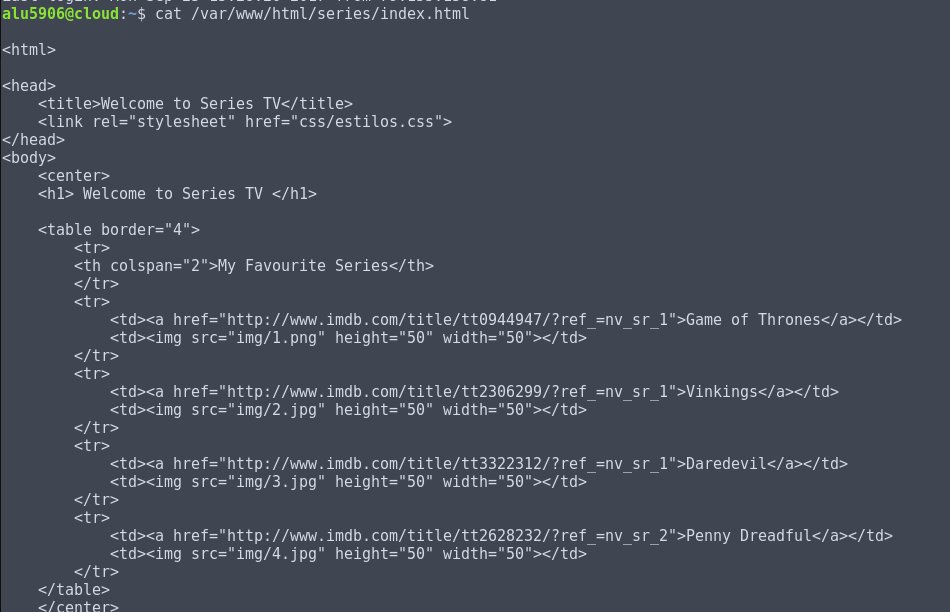 alu5906@cloud:~$ cat /var/www/html/series/index.html
<html>
<head>
    <title>Welcome to Series TV</title>
    <link rel="stylesheet" href="css/estilos.css">
</head>
<body>
    <center>
    <h1> Welcome to Series TV </h1>
    <table border="4">
        <tr>
        <th colspan="2">My Favourite Series</th>
        </tr>
        <tr>
            <td><a href="http://www.imdb.com/title/tt0944947/?ref_=nv_sr_1">Game of Thrones</a></td>
            <td><img src="img/1.png" height="50" width="50"></td>
        </tr>
        <tr>
            <td><a href="http://www.imdb.com/title/tt2306299/?ref_=nv_sr_1">Vinkings</a></td>
            <td><img src="img/2.jpg" height="50" width="50"></td>
        </tr>
        <tr>
            <td><a href="http://www.imdb.com/title/tt3322312/?ref_=nv_sr_1">Daredevil</a></td>
            <td><img src="img/3.jpg" height="50" width="50"></td>
        </tr>
        <tr>
            <td><a href="http://www.imdb.com/title/tt2628232/?ref_=nv_sr_2">Penny Dreadful</a></td>
            <td><img src="img/4.jpg" height="50" width="50"></td>
        </tr>
    </table>
    </center>